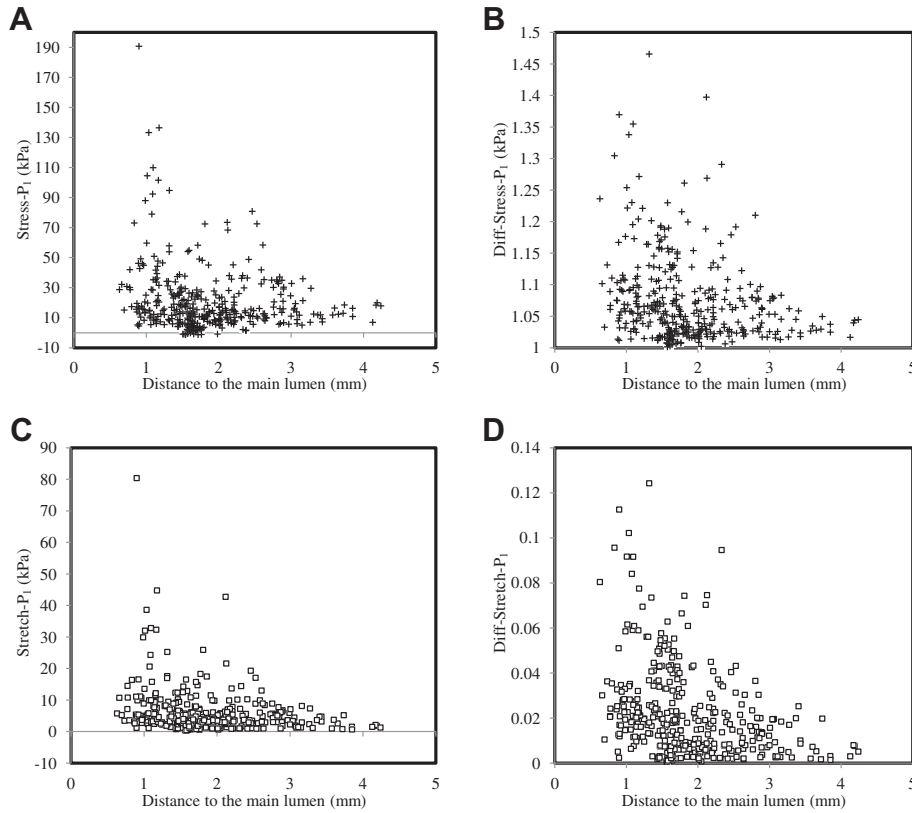 A
190
170
150
130
110
90
70
50
30
10
-10
Stress-P1 (kPa)
0 1 2 3 4 5
Distance to the main lumen (mm)
B
1.5
1.45
1.4
1.35
1.3
1.25
1.2
1.15
1.1
1.05
1
Diff-Stress-P1 (kPa)
0 1 2 3 4 5
Distance to the main lumen (mm)
C
90
80
70
60
50
40
30
20
10
0
-10
Stretch-P1 (kPa)
0 1 2 3 4 5
Distance to the main lumen (mm)
D
0.14
0.12
0.1
0.08
0.06
0.04
0.02
0
Diff-Stretch-P1
0 1 2 3 4 5
Distance to the main lumen (mm)